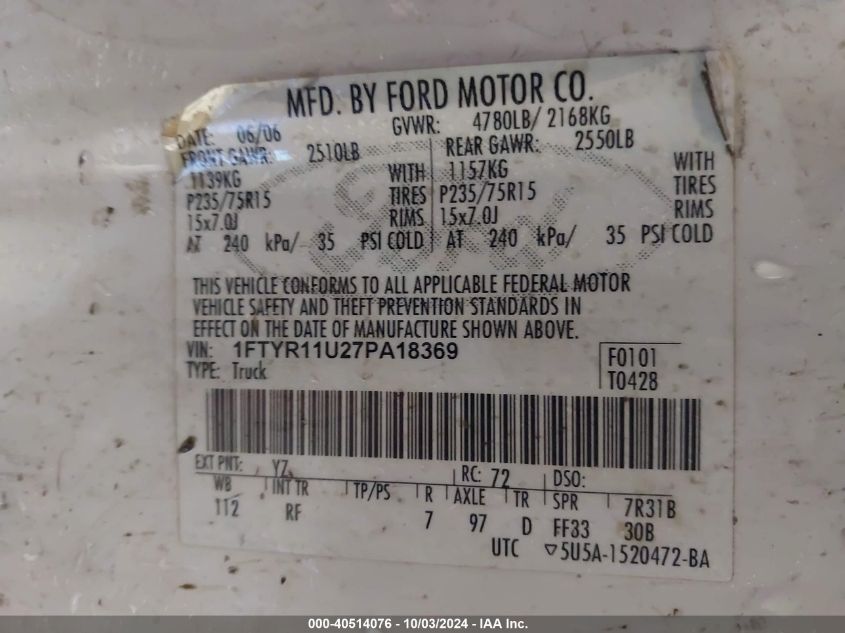 MFD. BY FORD MOTOR CO.
DATE: 06/06 GVWR: 4780LB/ 2168KG
FRONT GAWR: 2510LB REAR GAWR: 2550LB
1139KG WITH 1157KG WITH
P235/75R15 TIRES P235/75R15 TIRES
15x7.0J RIMS 15x7.0J RIMS
AT 240 kPa/ 35 PSI COLD AT 240 kPa/ 35 PSI COLD
THIS VEHICLE CONFORMS TO ALL APPLICABLE FEDERAL MOTOR
VEHICLE SAFETY AND THEFT PREVENTION STANDARDS IN
EFFECT ON THE DATE OF MANUFACTURE SHOWN ABOVE.
VIN: 1FTYR11U27PA18369 F0101
TYPE: Truck T0428
EXT PNT: YZ RC: 72 DSO:
WB INT TR TP/PS R AXLE TR SPR 7R31B
112 RF 7 97 D FF33 30B
UTC ▽5U5A-1520472-BA
000-40514076 - 10/03/2024 - IAA Inc.